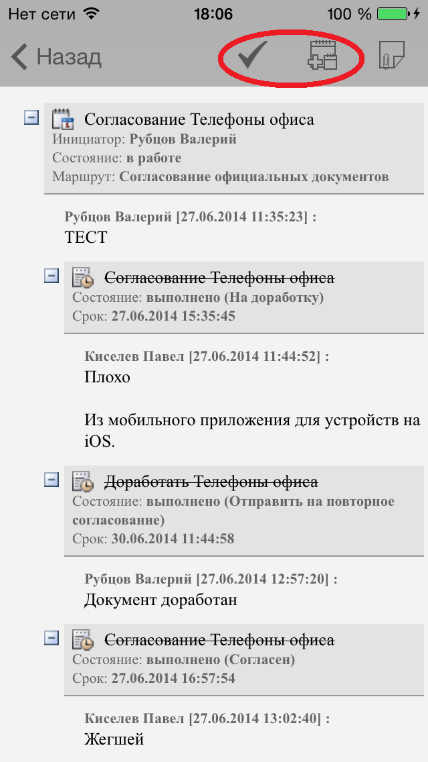 Нет сети 18:06 100 %
Назад
Согласование Телефоны офиса
Инициатор: Рубцов Валерий
Состояние: в работе
Маршрут: Согласование официальных документов
Рубцов Валерий [27.06.2014 11:35:23] :
ТЕСТ
Согласование Телефоны офиса
Состояние: выполнено (На доработку)
Срок: 27.06.2014 15:35:45
Киселев Павел [27.06.2014 11:44:52] :
Плохо
Из мобильного приложения для устройств на
iOS.
Доработать Телефоны офиса
Состояние: выполнено (Отправить на повторное
согласование)
Срок: 30.06.2014 11:44:58
Рубцов Валерий [27.06.2014 12:57:20] :
Документ доработан
Согласование Телефоны офиса
Состояние: выполнено (Согласен)
Срок: 27.06.2014 16:57:54
Киселев Павел [27.06.2014 13:02:40] :
Жегшей